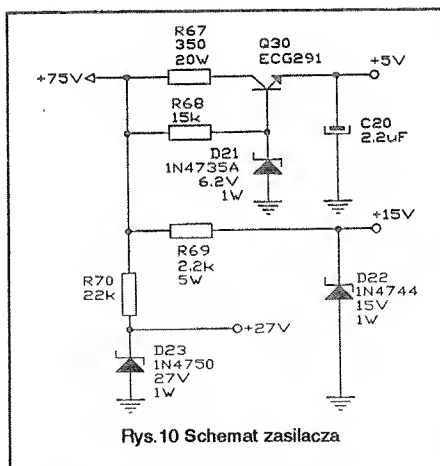 R67
350
20W
Q30
ECG291
+75V
+5V
R68
15k
C20
2.2uF
D21
1N4735A
6.2V
1W
+15V
R69
2.2k
5W
R70
22k
D22
1N4744
15V
1W
+27V
D23
1N4750
27V
1W
Rys.10 Schemat zasilacza